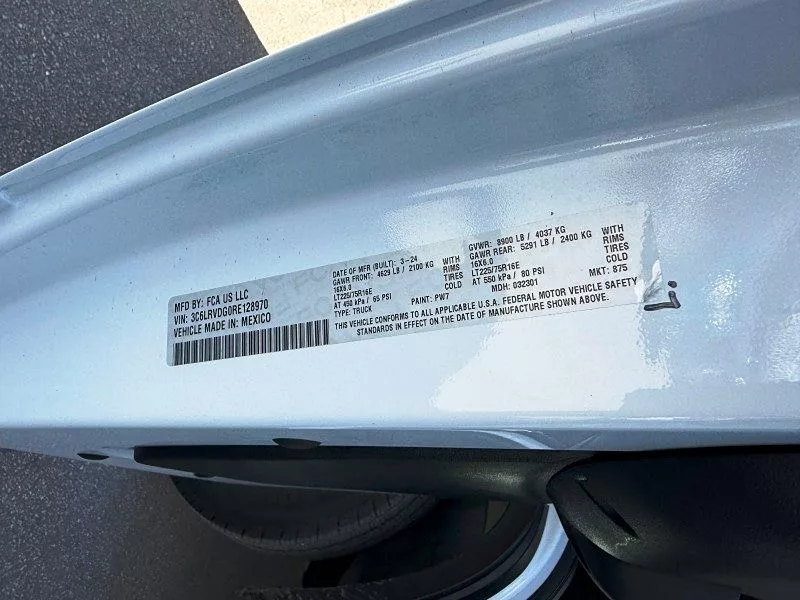 MFD BY: FCA US LLC
VIN: 3C6LRVDG0RE128970
VEHICLE MADE IN: MEXICO
DATE OF MFR (BUILT): 3-24
GAWR FRONT: 4629 LB / 2100 KG WITH
16X6.0 RIMS
LT225/75R16E TIRES
AT 450 kPa / 65 PSI COLD
TYPE: TRUCK PAINT: PW7
GVWR: 8900 LB / 4037 KG
GAWR REAR: 5291 LB / 2400 KG WITH
16X6.0 RIMS
LT225/75R16E TIRES
AT 550 kPa / 80 PSI COLD
MDH: 032301 MKT: 875
THIS VEHICLE CONFORMS TO ALL APPLICABLE U.S.A. FEDERAL MOTOR VEHICLE SAFETY
STANDARDS IN EFFECT ON THE DATE OF MANUFACTURE SHOWN ABOVE.